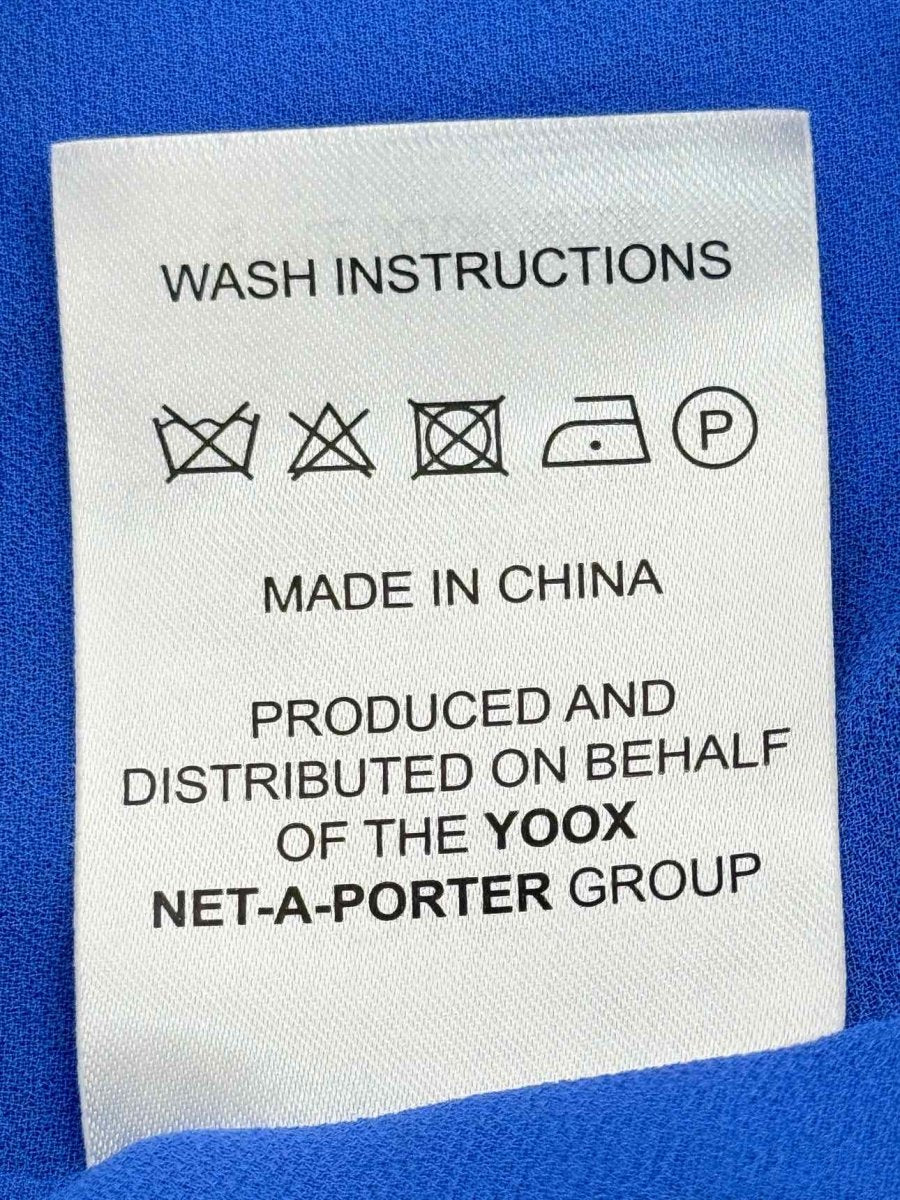 WASH INSTRUCTIONS
P
MADE IN CHINA
PRODUCED AND
DISTRIBUTED ON BEHALF
OF THE YOOX
NET-A-PORTER GROUP